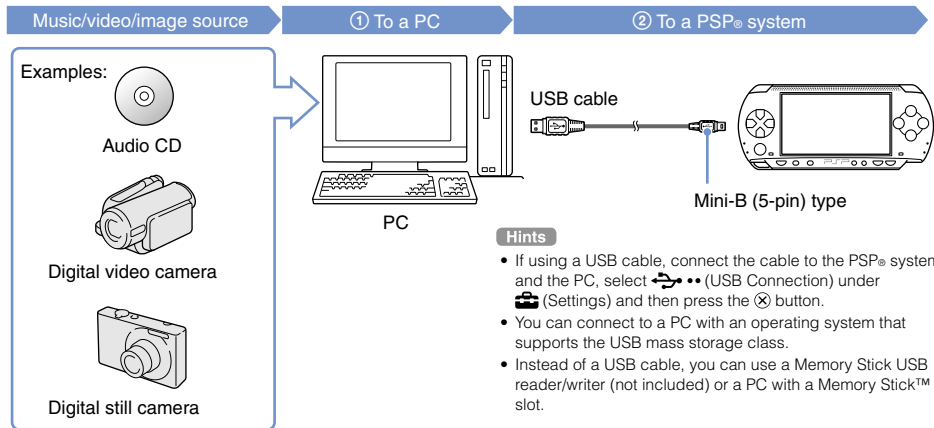 Music/video/image source
① To a PC
② To a PSP® system
Examples:
Audio CD
Digital video camera
Digital still camera
PC
USB cable
PSP
Mini-B (5-pin) type
Hints
• If using a USB cable, connect the cable to the PSP® system
and the PC, select (USB Connection) under
(Settings) and then press the ⊗ button.
• You can connect to a PC with an operating system that
supports the USB mass storage class.
• Instead of a USB cable, you can use a Memory Stick USB
reader/writer (not included) or a PC with a Memory Stick™
slot.